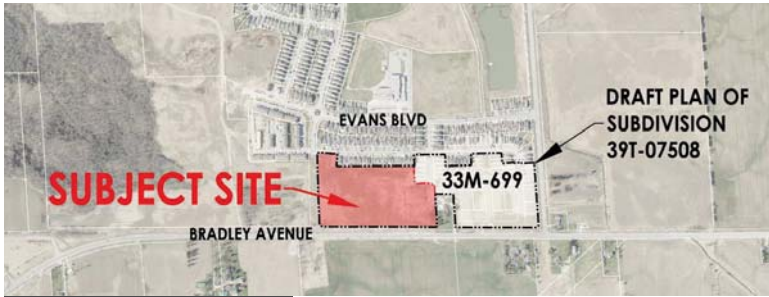 EVANS BLVD
DRAFT PLAN OF
SUBDIVISION
39T-07508
33M-699
SUBJECT SITE
BRADLEY AVENUE